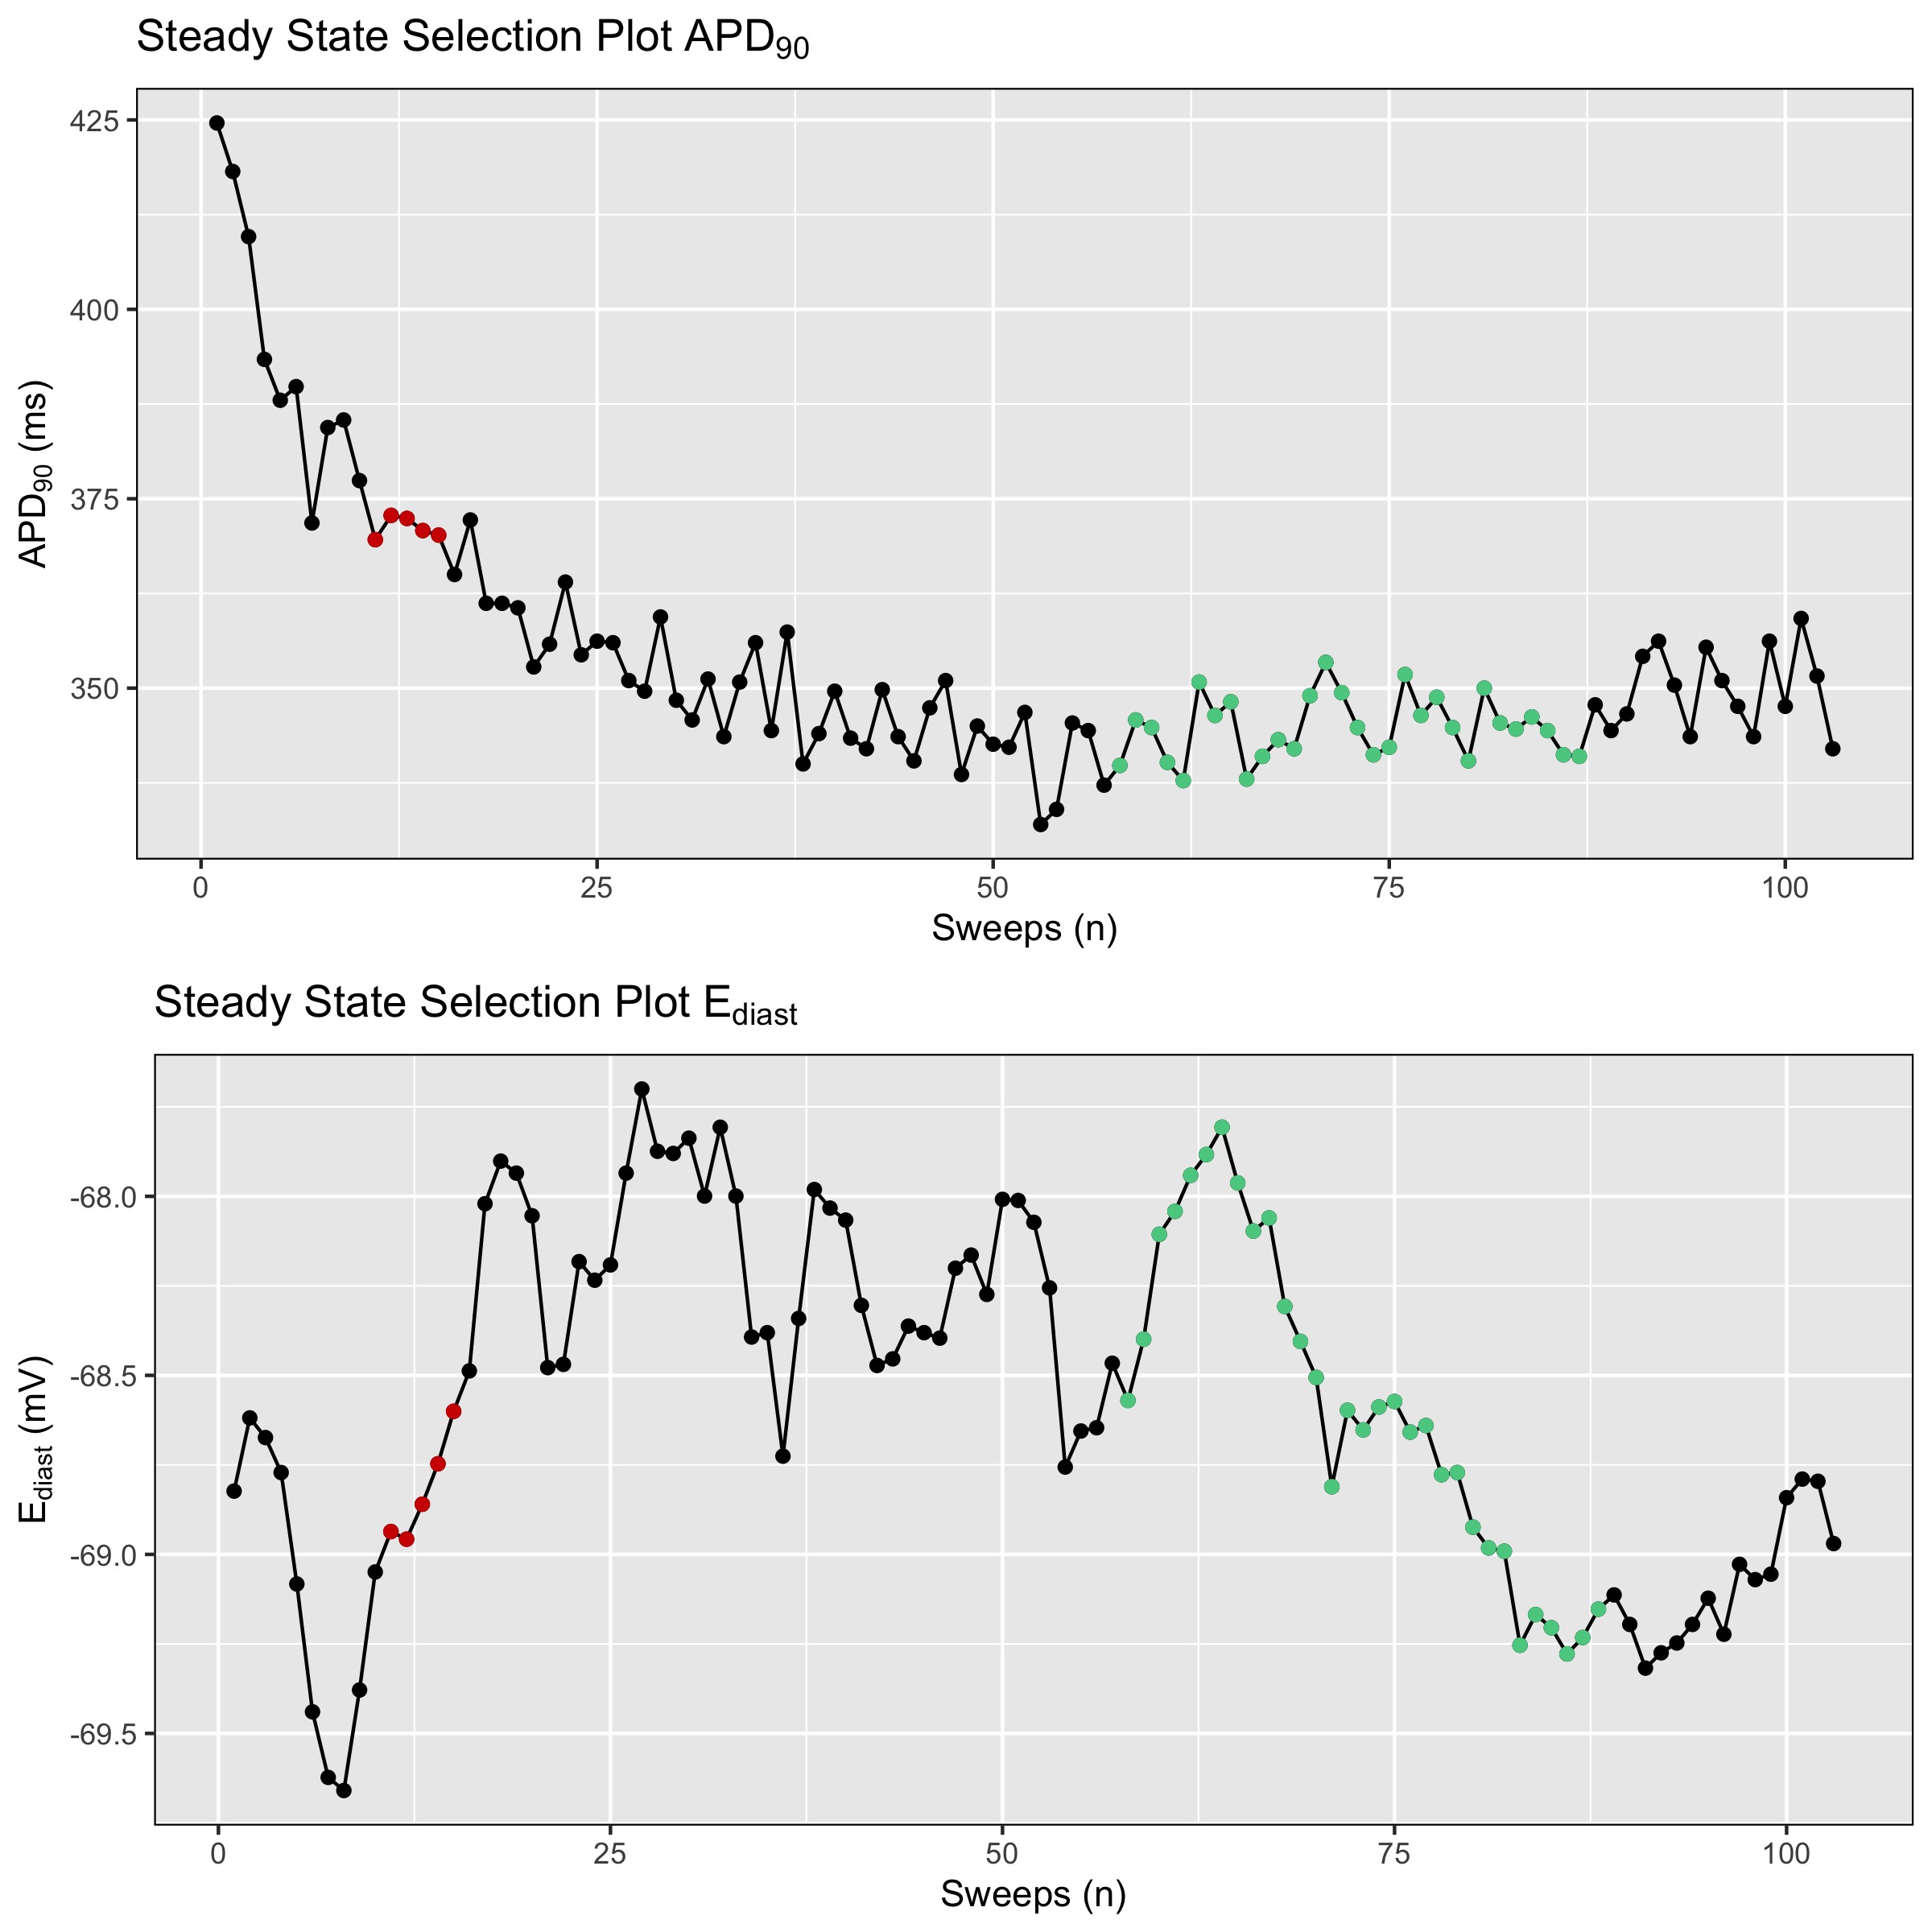 Steady State Selection Plot APD90
425
400
375
350
APD90 (ms)
0 25 50 75 100
Sweeps (n)
Steady State Selection Plot Ediast
-68.0
-68.5
-69.0
-69.5
Ediast (mV)
0 25 50 75 100
Sweeps (n)